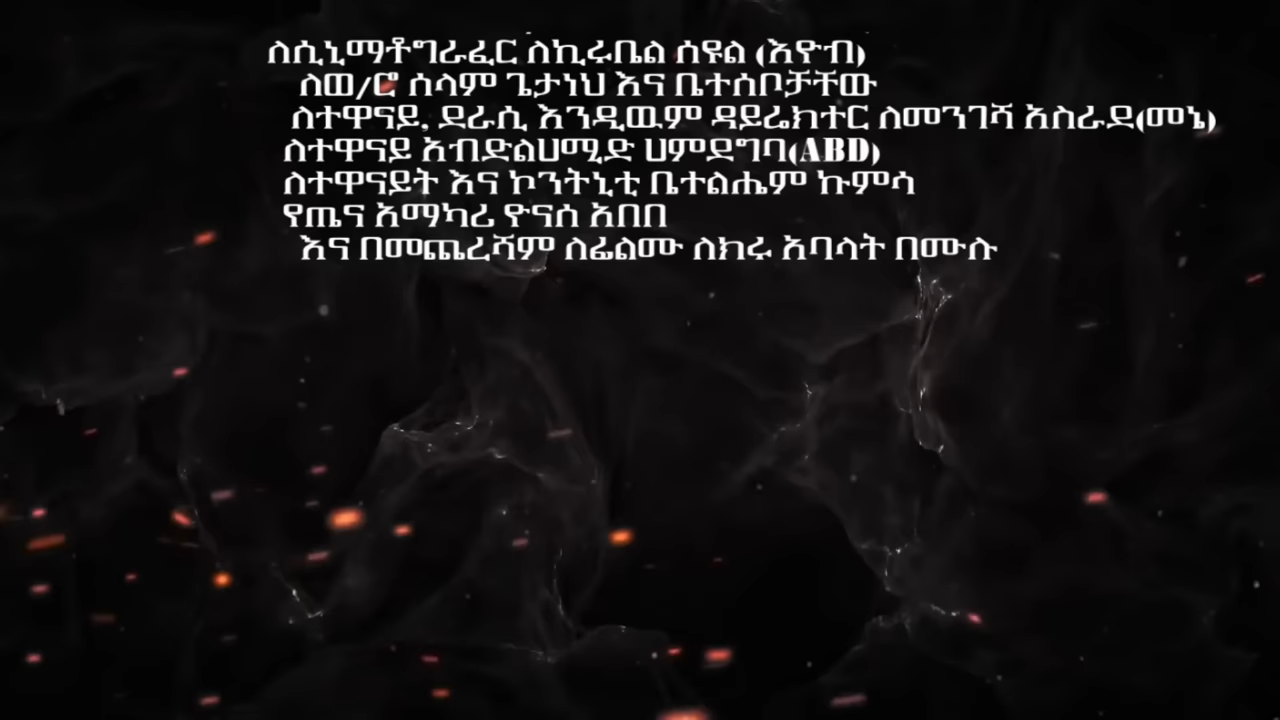 ለሲኒማቶግራፈር ለኪሩቤል ሰዩል (እዮብ)
ለወ/ሮ ሰላም ጌታነህ እና ቤተሰቦቻቸው
ለተዋናይ, ደራሲ እንዲዉም ዳይሬክተር ለመንገሻ አስራደ(መኔ)
ለተዋናይ አብድልሀሚድ ሀምደግባ(ABD)
ለተዋናይት እና ኮንትኒቲ ቤተልሔም ኩምሳ
የጤና አማካሪ ዮናሰ አበበ
እና በመጨረሻም ለፊልሙ ለክሩ አባላት በሙሉ